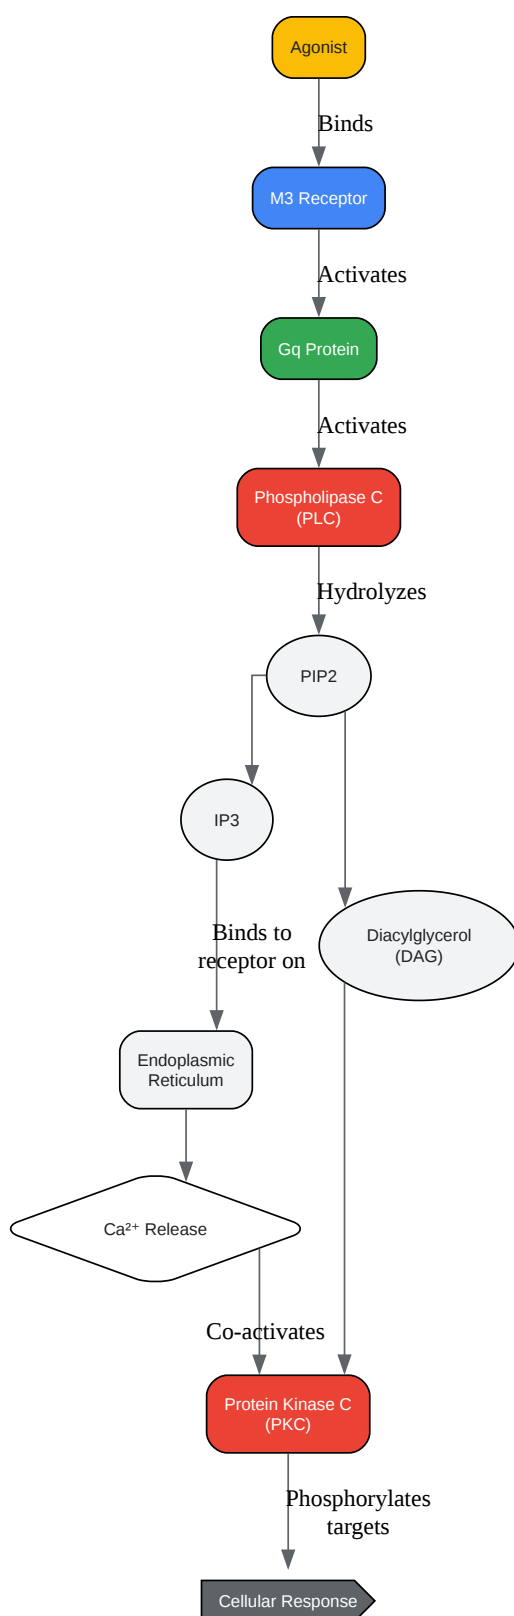 Agonist
Binds
M3 Receptor
Activates
Gq Protein
Activates
Phospholipase C
(PLC)
Hydrolyzes
PIP2
IP3
Binds to
receptor on
Diacylglycerol
(DAG)
Endoplasmic
Reticulum
Ca²⁺ Release
Co-activates
Protein Kinase C
(PKC)
Phosphorylates
targets
Cellular Response